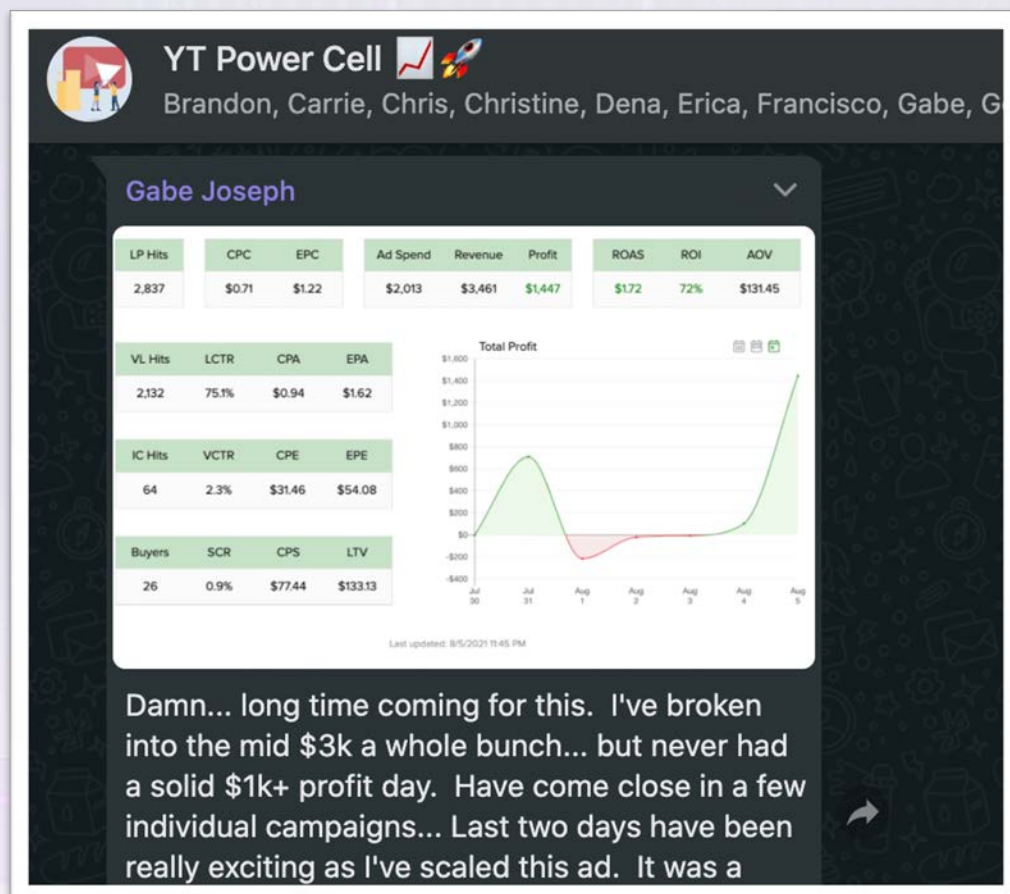 YT Power Cell 📈🚀
Brandon, Carrie, Chris, Christine, Dena, Erica, Francisco, Gabe, G
Gabe Joseph
LP Hits CPC EPC Ad Spend Revenue Profit ROAS ROI AOV
2,837 $0.71 $1.22 $2,013 $3,461 $1,447 $1.72 72% $131.45
VL Hits LCTR CPA EPA
2,132 75.1% $0.94 $1.62
IC Hits VCTR CPE EPE
64 2.3% $31.46 $54.08
Buyers SCR CPS LTV
26 0.9% $77.44 $133.13
Total Profit
$1,600
$1,400
$1,200
$1,000
$800
$600
$400
$200
$0
-$200
-$400
Jul Jul Aug Aug Aug Aug Aug
30 31 1 2 3 4 5
Last updated: 8/5/2021 11:45 PM
Damn... long time coming for this. I've broken
into the mid $3k a whole bunch... but never had
a solid $1k+ profit day. Have come close in a few
individual campaigns... Last two days have been
really exciting as I've scaled this ad. It was a